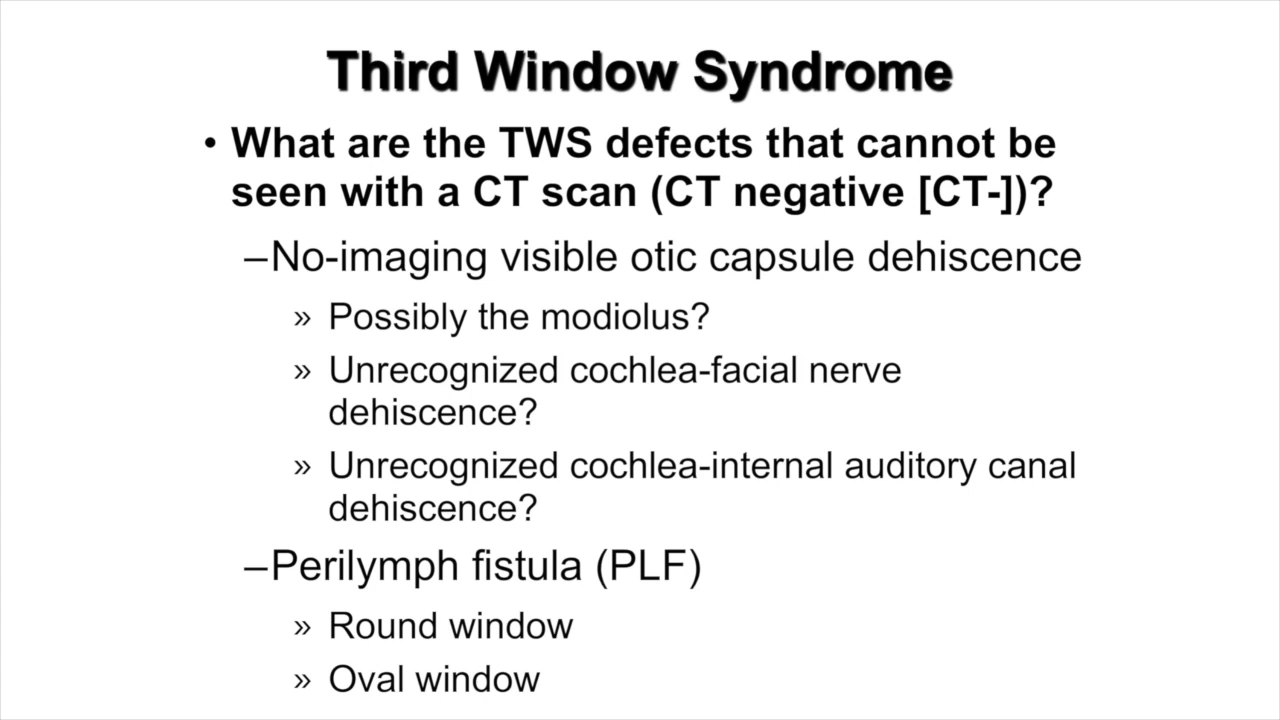 Third Window Syndrome
• What are the TWS defects that cannot be
seen with a CT scan (CT negative [CT-])?
–No-imaging visible otic capsule dehiscence
» Possibly the modiolus?
» Unrecognized cochlea-facial nerve
dehiscence?
» Unrecognized cochlea-internal auditory canal
dehiscence?
–Perilymph fistula (PLF)
» Round window
» Oval window